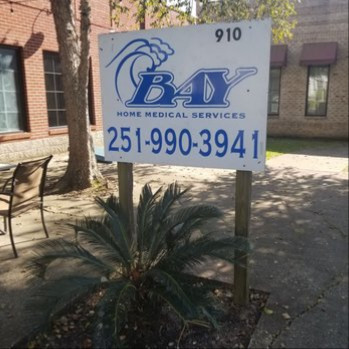 910
BAY
HOME MEDICAL SERVICES
251-990-3941